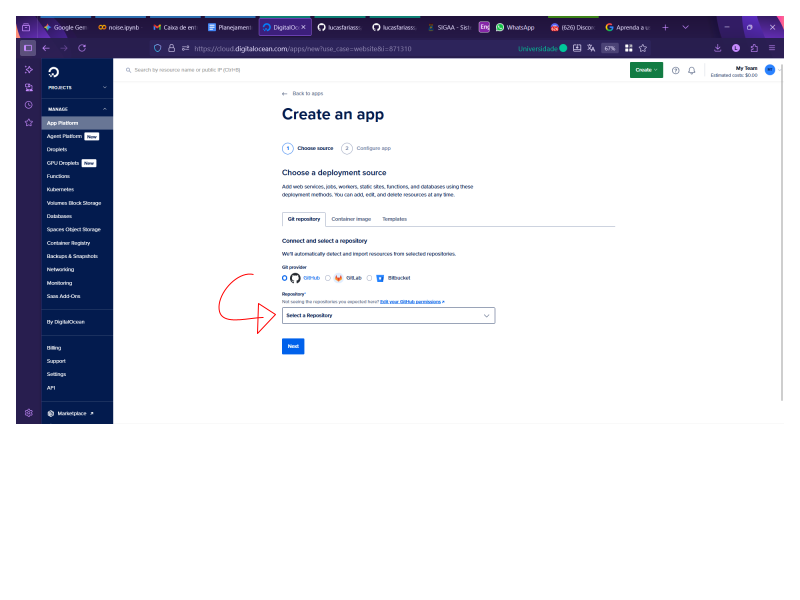 Google Gem
noise.ipynb
Caixa de ent
Planejament
DigitalOc
lucasfariass
lucasfariass
SIGAA - Sist
Eng
WhatsApp
(626) Discor
Aprenda a u
https://cloud.digitalocean.com/apps/new?use_case=website&i=871310
Universidade
67%
Search by resource name or public IP (Ctrl+B)
Create
My Team
Estimated costs: $0.00
PROJECTS
MANAGE
App Platform
Agent Platform New
Droplets
GPU Droplets New
Functions
Kubernetes
Volumes Block Storage
Databases
Spaces Object Storage
Container Registry
Backups & Snapshots
Networking
Monitoring
Saas Add-Ons
By DigitalOcean
Billing
Support
Settings
API
Marketplace
Back to apps
Create an app
1 Choose source 2 Configure app
Choose a deployment source
Add web services, jobs, workers, static sites, functions, and databases using these
deployment methods. You can add, edit, and delete resources at any time.
Git repository Container image Templates
Connect and select a repository
We'll automatically detect and import resources from selected repositories.
Git provider
GitHub GitLab Bitbucket
Repository*
Not seeing the repositories you expected here? Edit your GitHub permissions
Select a Repository
Next